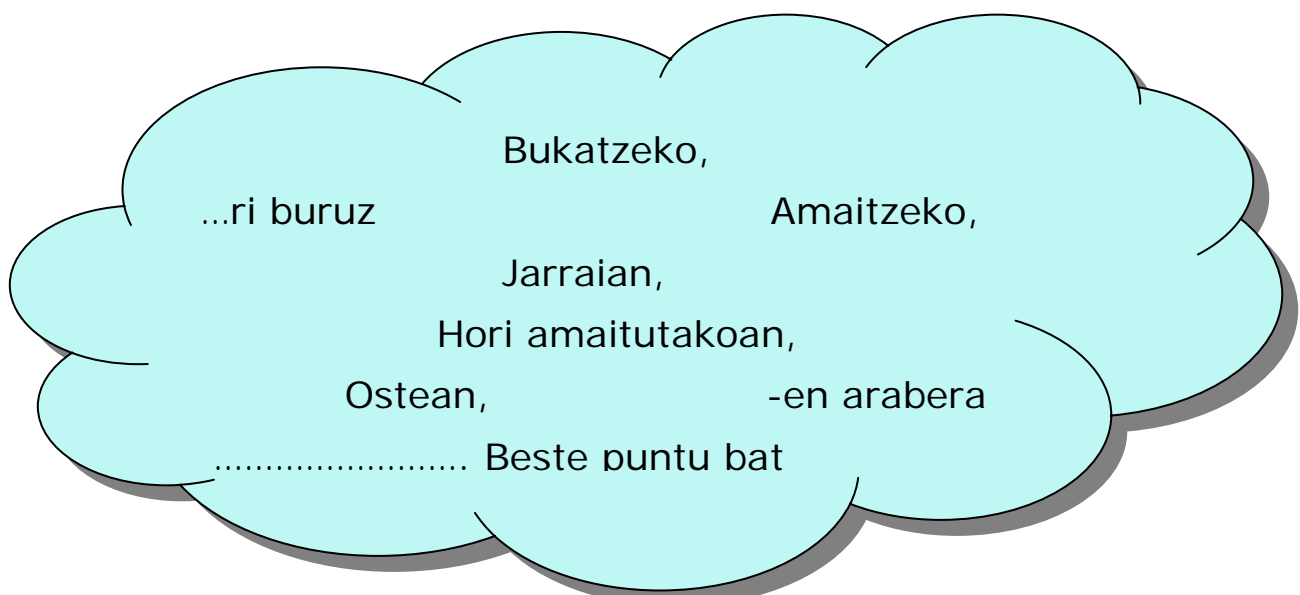 Bukatzeko,
...ri buruz Amaitzeko,
Jarraian,
Hori amaitutakoan,
Ostean, -en arabera
......................... Beste puntu bat